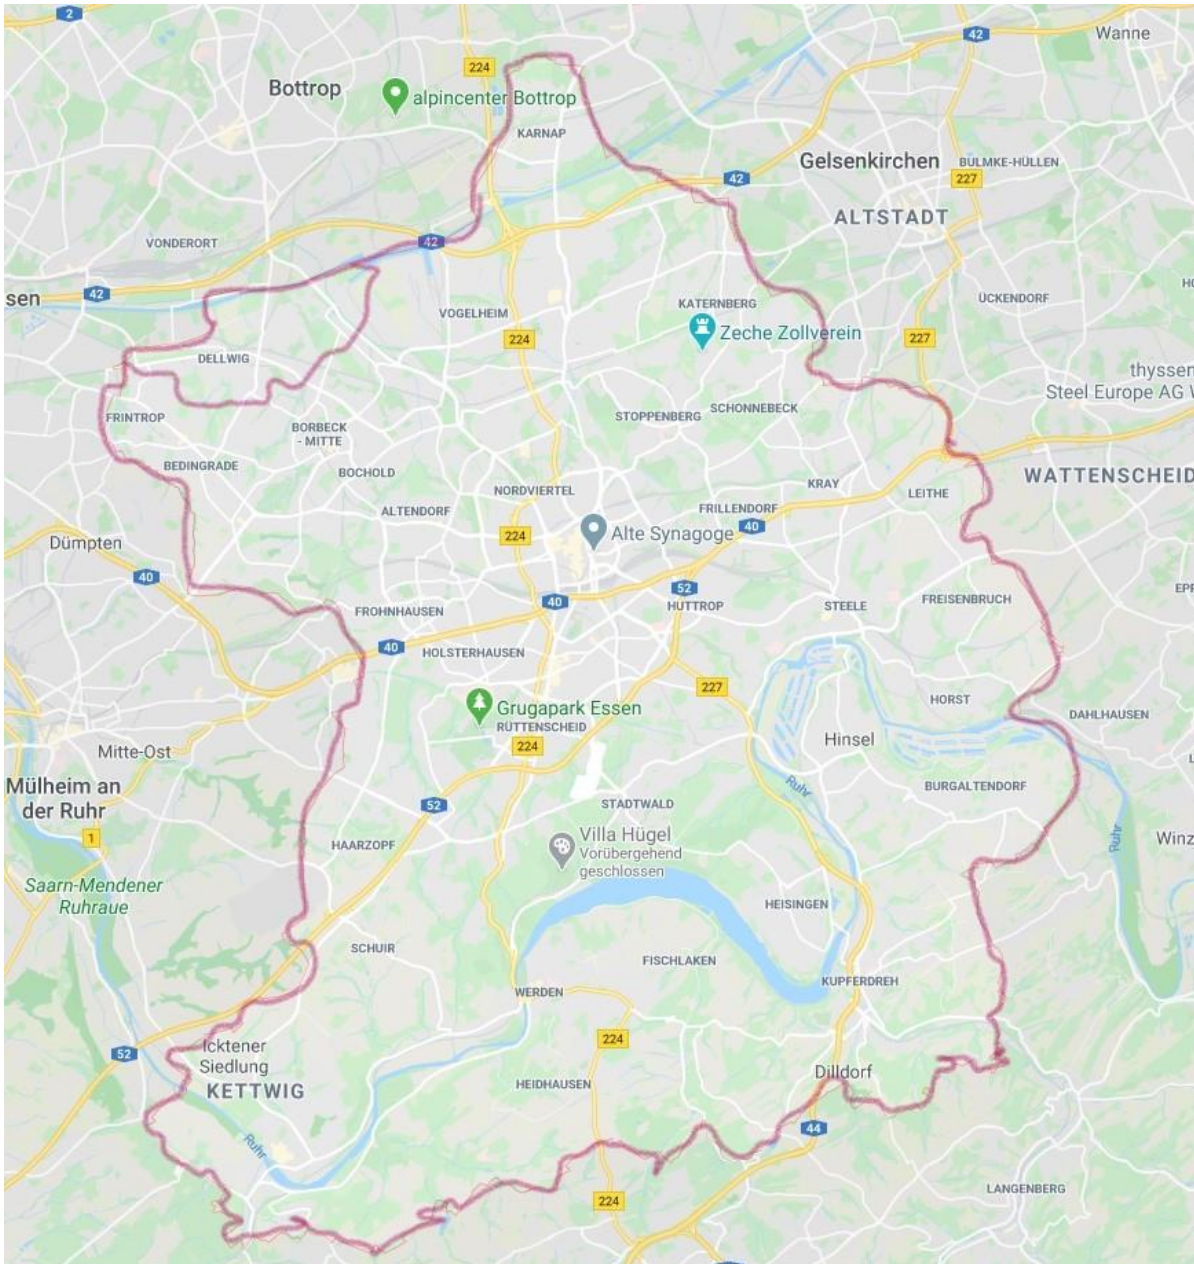 2
42
Wanne
224
Bottrop
alpincenter Bottrop
KARNAP
Gelsenkirchen
BULMKE-HÜLLEN
42
227
ALTSTADT
VONDERORT
42
sen
42
ÜCKENDORF
KATERNBERG
VOGELHEIM
Zeche Zollverein
224
227
DELLWIG
thyssen
Steel Europe AG
FRINTROP
SCHONNEBECK
STOPPENBERG
BORBECK
- MITTE
BEDINGRADE
BOCHOLD
WATTENSCHEID
KRAY
NORDVIERTEL
LEITHE
ALTENDORF
FRILLENDORF
40
224
Alte Synagoge
Dümpten
40
52
EPP
40
HUTTROP
STEELE
FREISENBRUCH
FROHNHAUSEN
40
HOLSTERHAUSEN
227
HORST
Grugapark Essen
RÜTTENSCHEID
DAHLHAUSEN
224
Hinsel
Mitte-Ost
Mülheim an
der Ruhr
Ruhr
BURGALTENDORF
52
STADTWALD
1
Villa Hügel
Vorübergehend
geschlossen
HAARZOPF
Ruhr
Winz
Saarn-Mendener
Ruhraue
HEISINGEN
SCHUIR
FISCHLAKEN
KUPFERDREH
WERDEN
224
52
Icktener
Siedlung
KETTWIG
HEIDHAUSEN
Dilldorf
44
Ruhr
LANGENBERG
224